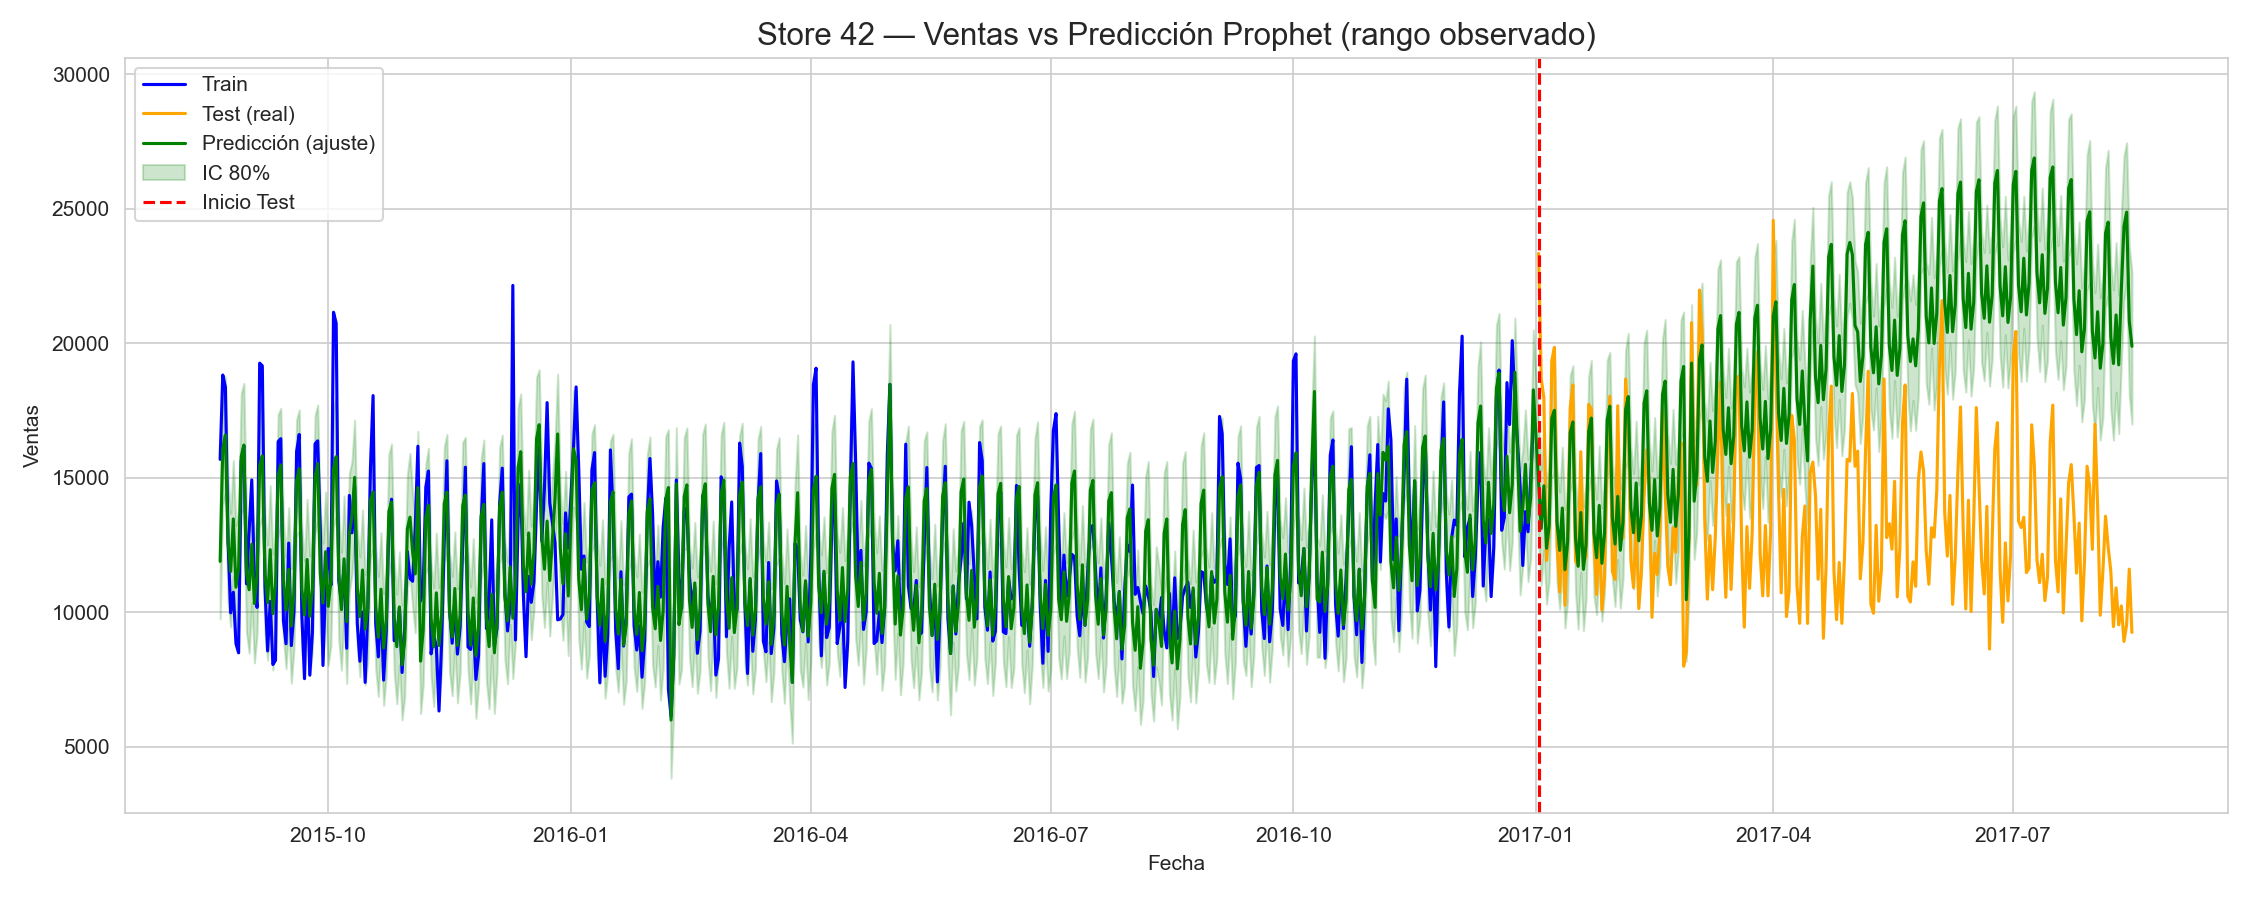 Store 42 — Ventas vs Predicción Prophet (rango observado)
Train
Test (real)
Predicción (ajuste)
IC 80%
Inicio Test
30000
25000
20000
15000
10000
5000
Ventas
2015-10
2016-01
2016-04
2016-07
2016-10
2017-01
2017-04
2017-07
Fecha